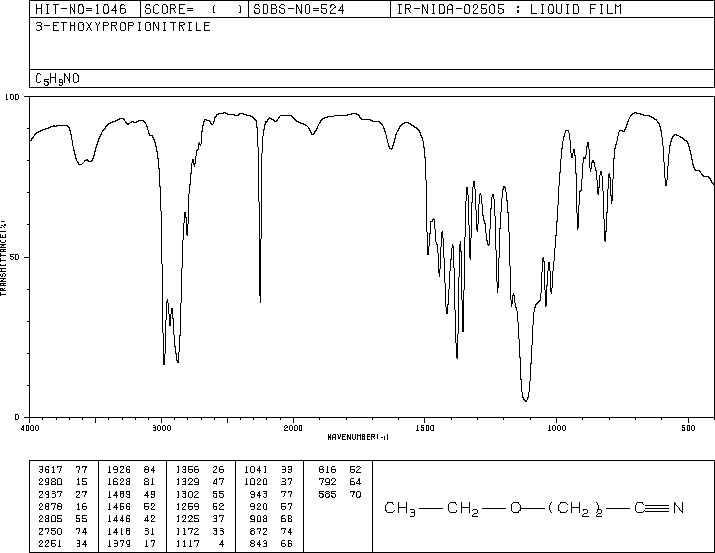 HIT-NO=1046 SCORE= ( ) SDBS-NO=524 IR-NIDA-02505 : LIQUID FILM
3-ETHOXYPROPIONITRILE
C5H9NO
100
50
0
TRANSMITTANCE(%)
4000 3000 2000 1500 1000 500
WAVENUMBER(-1)
3617 77 1926 84 1356 26 1041 33 816 52
2980 15 1628 81 1329 47 1020 37 792 64
2937 27 1489 49 1302 55 943 77 585 70
2878 16 1466 52 1259 52 920 57
2805 55 1446 42 1225 37 908 68
2750 74 1418 31 1172 33 872 74
2251 34 1379 17 1117 4 843 66
CH3—CH2—O—(CH2)2—C≡N